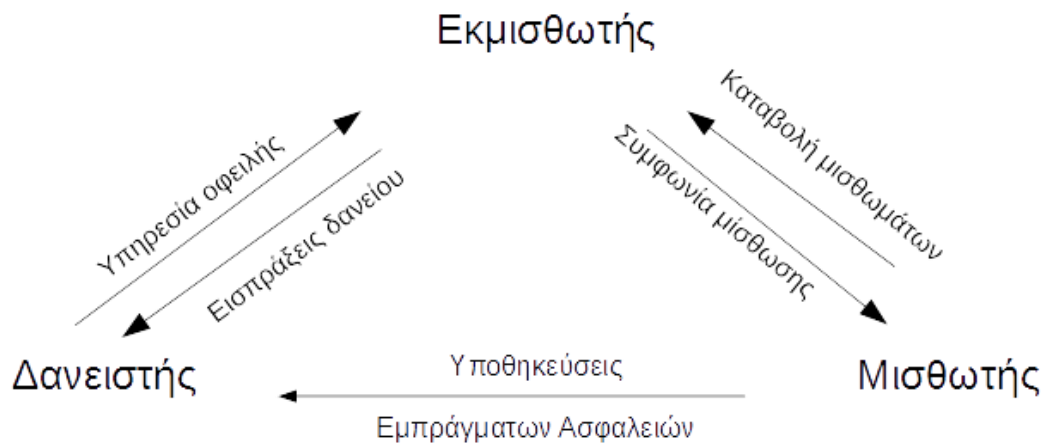 Εκμισθωτής
Υπηρεσία οφειλής
Εισπράξεις δανείου
Καταβολή μισθωμάτων
Συμφωνία μίσθωσης
Δανειστής
Υποθηκεύσεις
Εμπράγματων Ασφαλειών
Μισθωτής